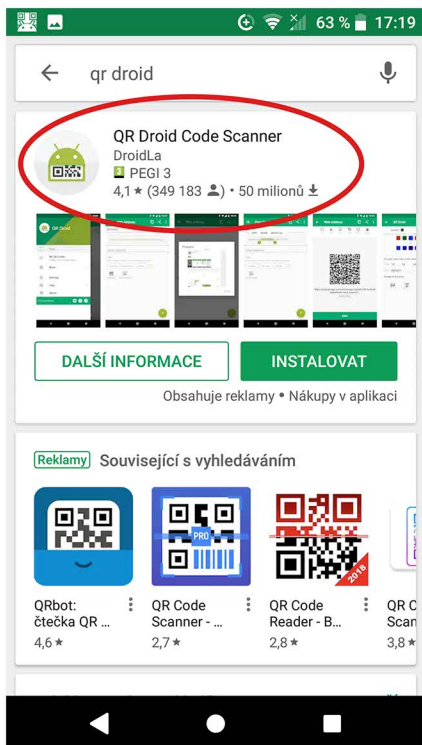 63 % 17:19
qr droid
QR Droid Code Scanner
DroidLa
3 PEGI 3
4,1 ★ (349 183) • 50 milionů
DALŠÍ INFORMACE
INSTALOVAT
Obsahuje reklamy • Nákupy v aplikaci
Reklamy Související s vyhledáváním
PRO
2018
QRbot:
čtečka QR ...
4,6 ★
QR Code
Scanner - ...
2,7 ★
QR Code
Reader - B...
2,8 ★
QR C
Scan
3,8 ★